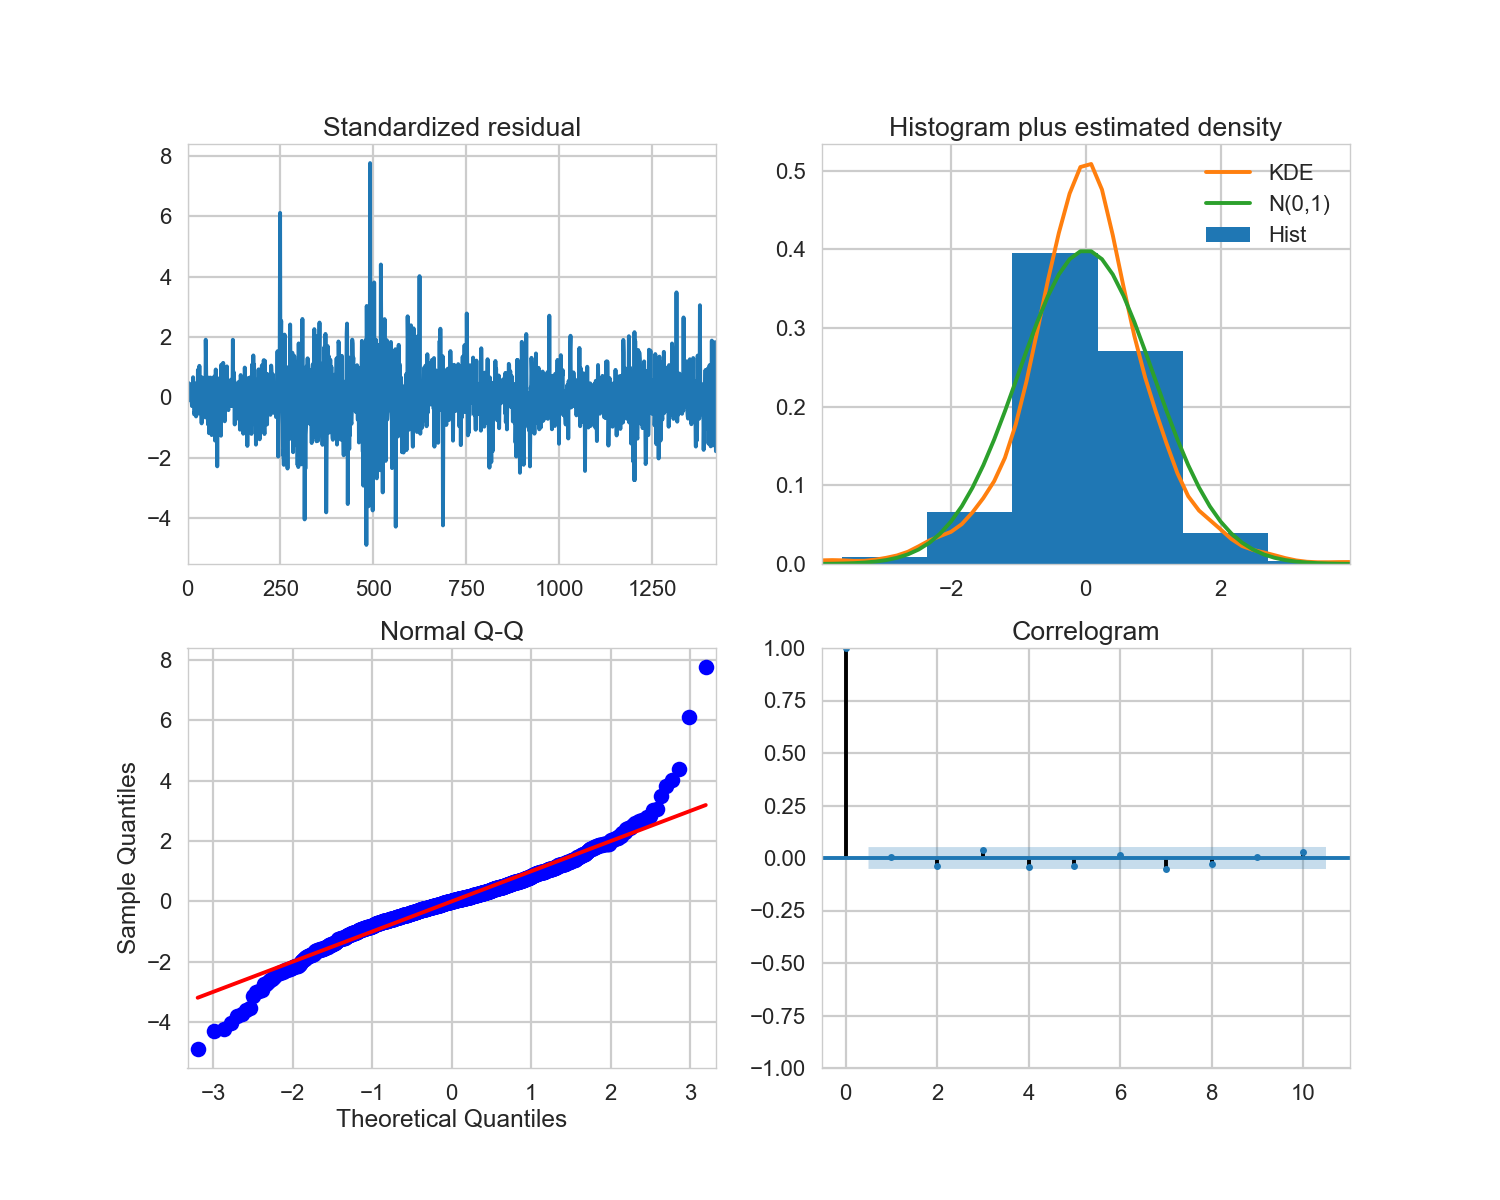 Standardized residual
8
6
4
2
0
−2
−4
0 250 500 750 1000 1250
Histogram plus estimated density
0.5
0.4
0.3
0.2
0.1
0.0
−2 0 2
KDE
N(0,1)
Hist
Normal Q-Q
Sample Quantiles
8
6
4
2
0
−2
−4
−3 −2 −1 0 1 2 3
Theoretical Quantiles
Correlogram
1.00
0.75
0.50
0.25
0.00
−0.25
−0.50
−0.75
−1.00
0 2 4 6 8 10